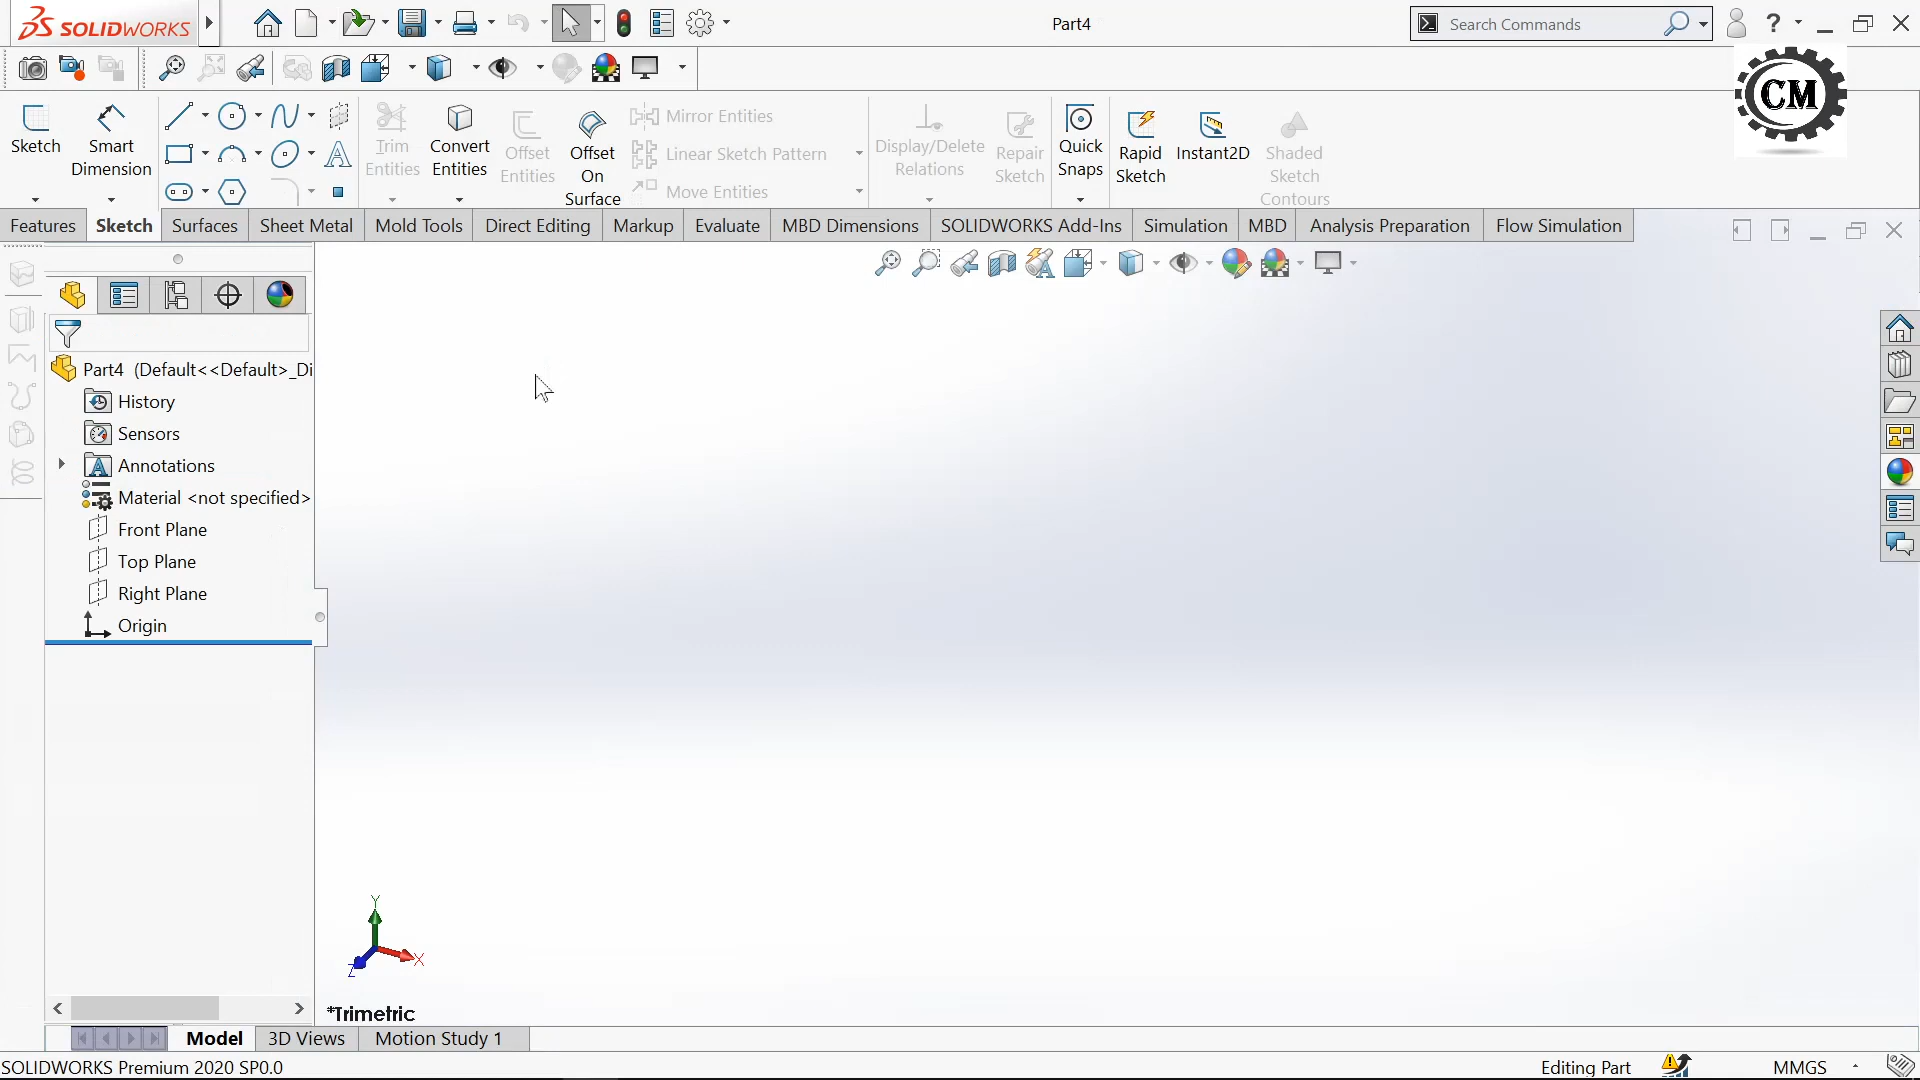 SOLIDWORKS
Part4
Search Commands
?
CM
Sketch
Smart
Dimension
Trim
Entities
Convert
Entities
Offset
Entities
Offset
On
Surface
Mirror Entities
Linear Sketch Pattern
Move Entities
Display/Delete
Relations
Repair
Sketch
Quick
Snaps
Rapid
Sketch
Instant2D
Shaded
Sketch
Contours
Features
Sketch
Surfaces
Sheet Metal
Mold Tools
Direct Editing
Markup
Evaluate
MBD Dimensions
SOLIDWORKS Add-Ins
Simulation
MBD
Analysis Preparation
Flow Simulation
Part4 (Default<<Default>_Di
History
Sensors
Annotations
Material <not specified>
Front Plane
Top Plane
Right Plane
Origin
Y
X
Z
*Trimetric
Model
3D Views
Motion Study 1
SOLIDWORKS Premium 2020 SP0.0
Editing Part
MMGS